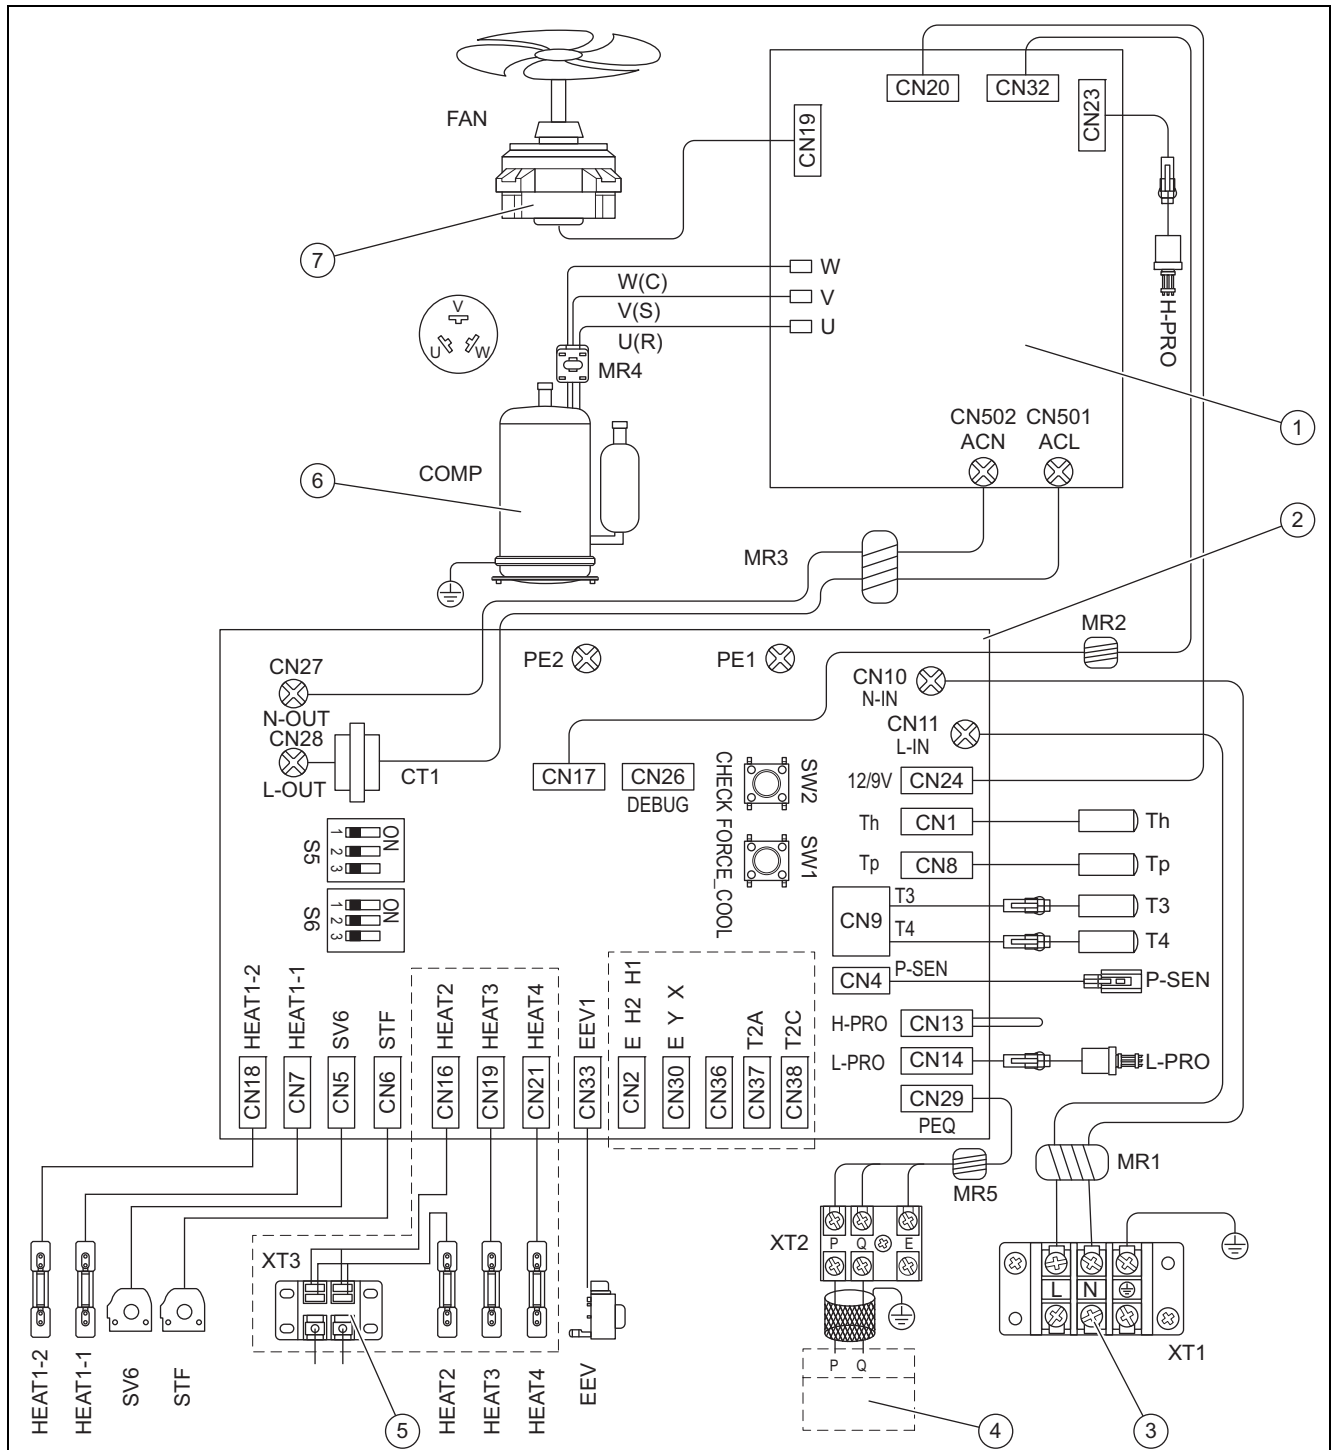 CN20
CN32
CN23
FAN
CN19
7
W
W(C)
V
V(S)
U
U(R)
H-PRO
V
U
W
MR4
1
CN502
CN501
ACN
ACL
COMP
6
2
MR3
MR2
CN27
PE2
PE1
CN10
N-IN
N-OUT
CN28
CN11
L-IN
L-OUT
CT1
CN17
CN26
DEBUG
CHECK FORCE_COOL
SW2
SW1
12/9V
CN24
Th
CN1
Th
Tp
CN8
Tp
S5
1
2
3
ON
S6
1
2
3
ON
CN9
T3
T3
T4
T4
CN4
P-SEN
P-SEN
H-PRO
CN13
L-PRO
CN14
L-PRO
CN29
PEQ
HEAT1-2
HEAT1-1
SV6
STF
HEAT2
HEAT3
HEAT4
EEV1
E H2 H1
E Y X
T2A
T2C
CN18
CN7
CN5
CN6
CN16
CN19
CN21
CN33
CN2
CN30
CN36
CN37
CN38
MR1
MR5
XT2
P
Q
E
XT3
L
N
XT1
P
Q
HEAT1-2
HEAT1-1
SV6
STF
HEAT2
HEAT3
HEAT4
EEV
5
4
3